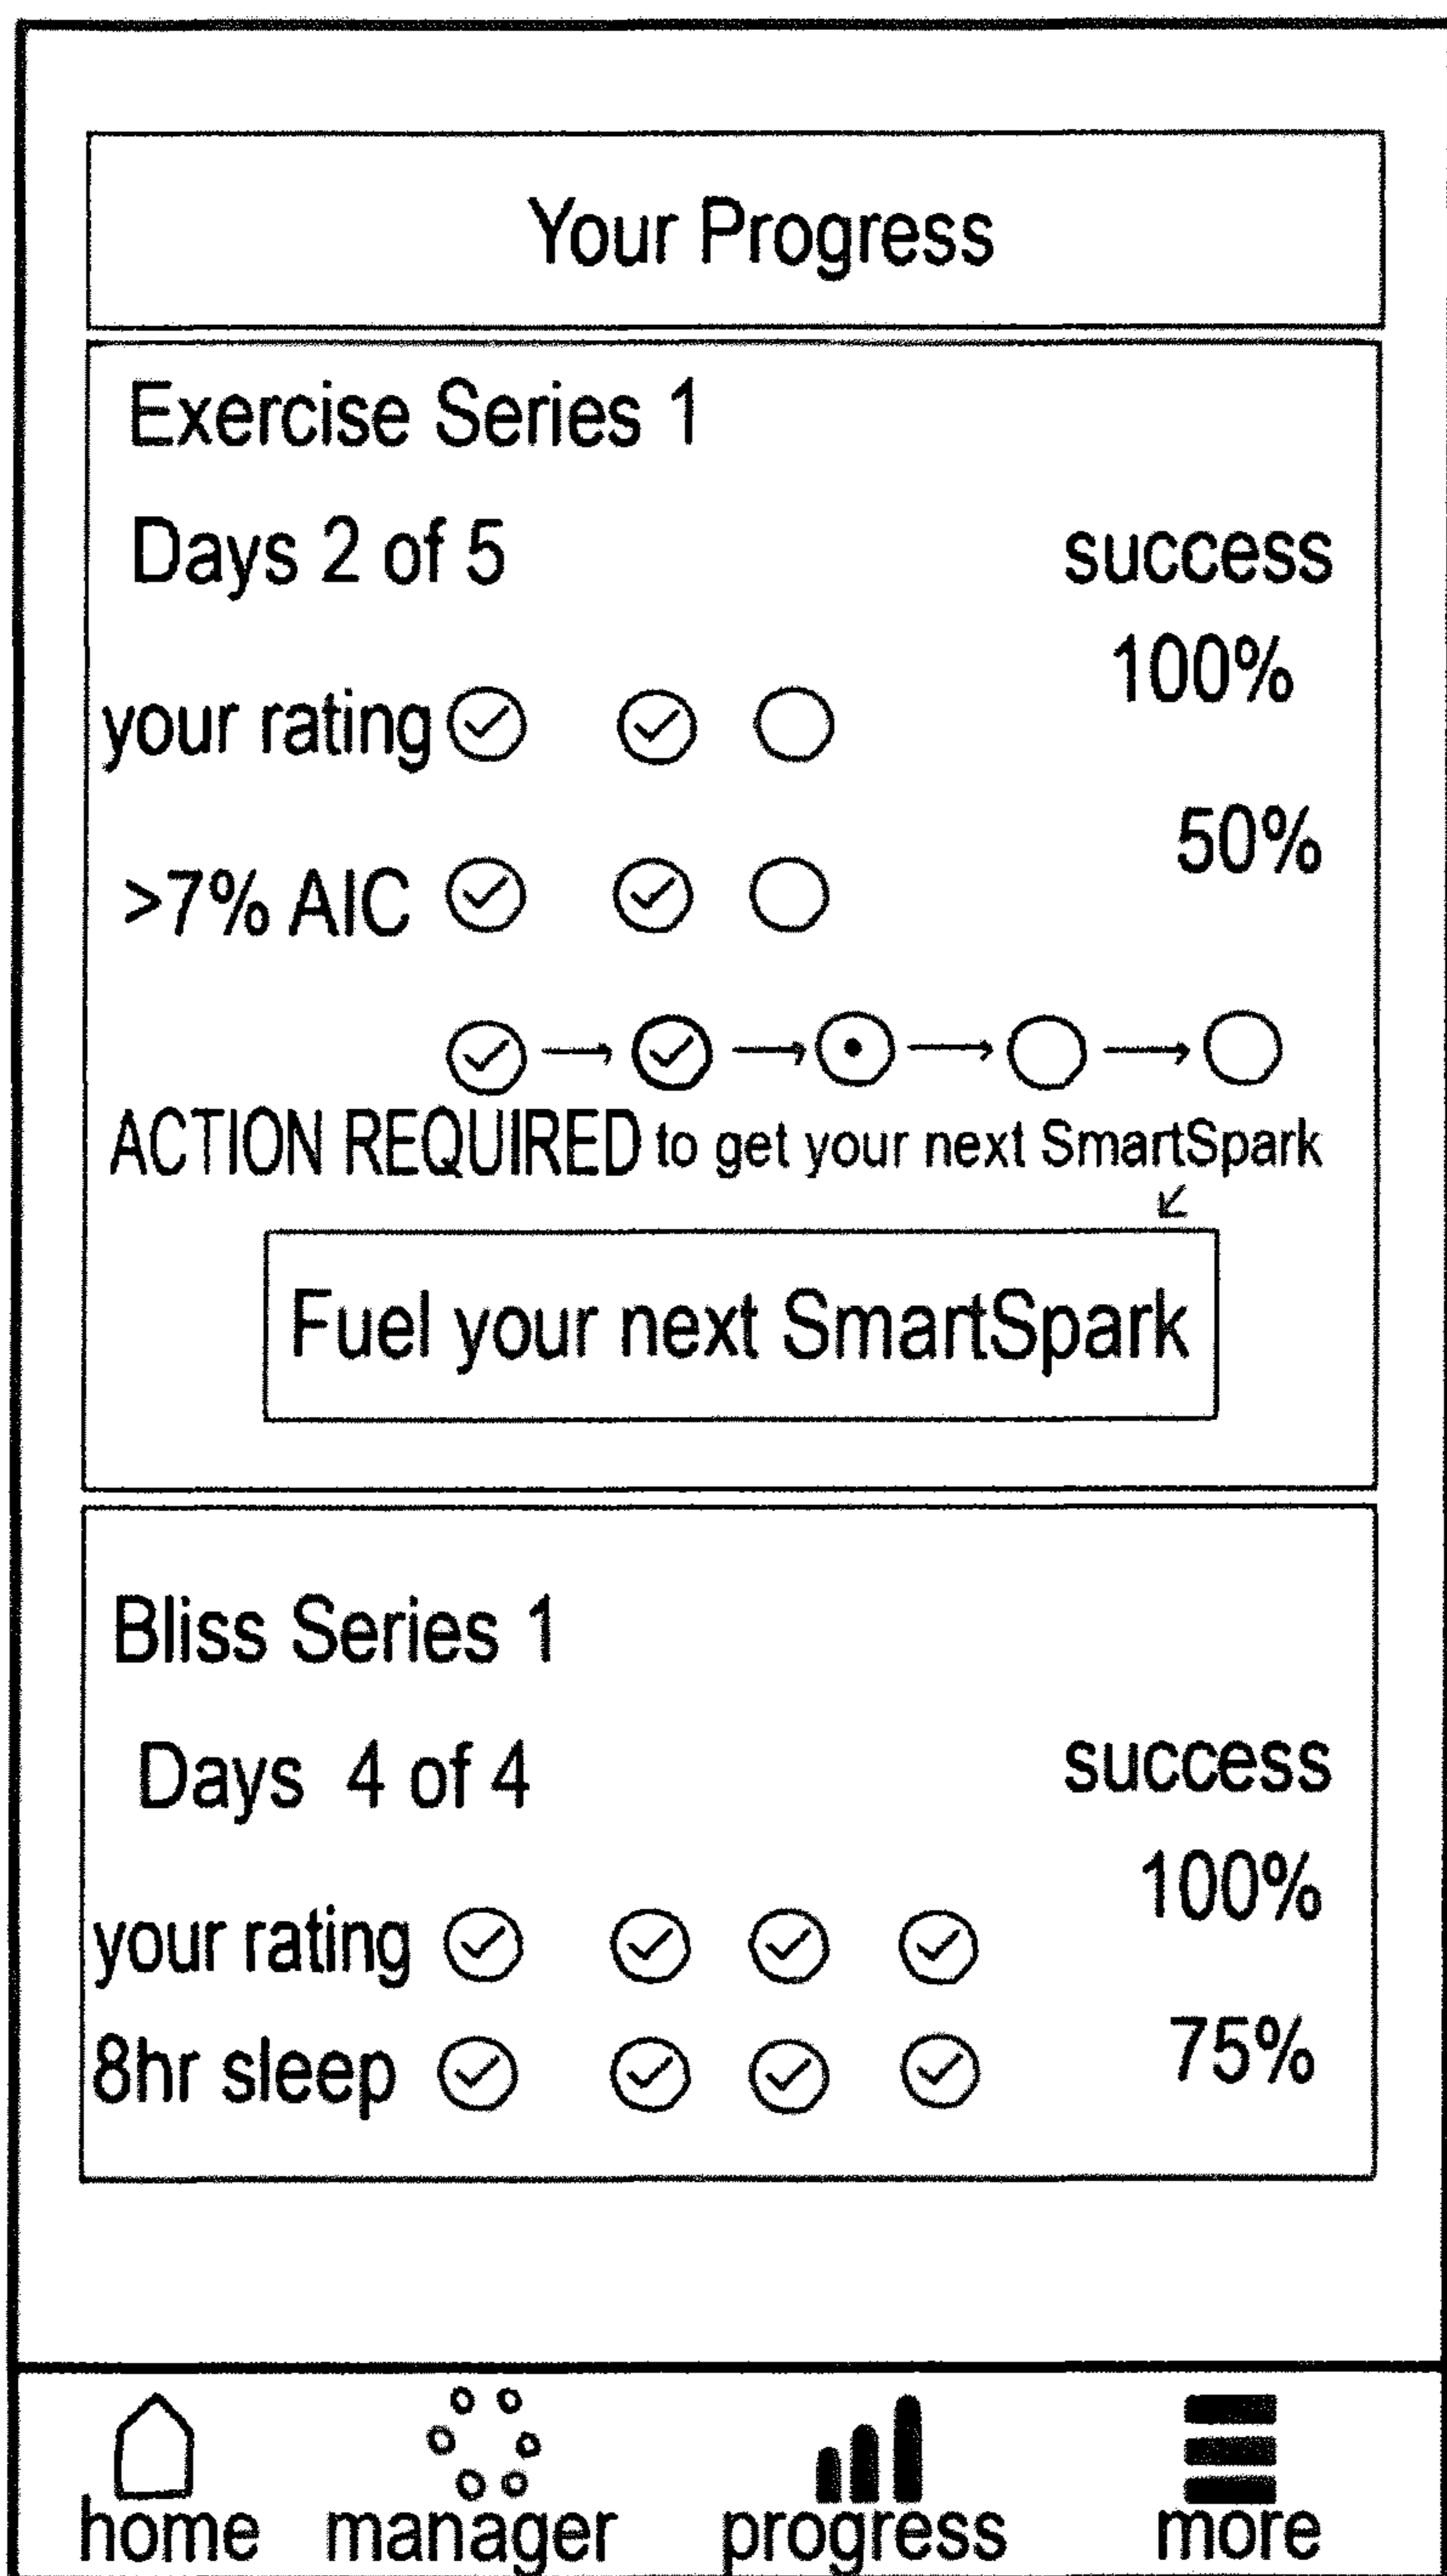 Your Progress
Exercise Series 1
Days 2 of 5 success
100%
your rating
50%
>7% AIC
ACTION REQUIRED to get your next SmartSpark
Fuel your next SmartSpark
Bliss Series 1
Days 4 of 4 success
100%
your rating
8hr sleep 75%
home manager progress more